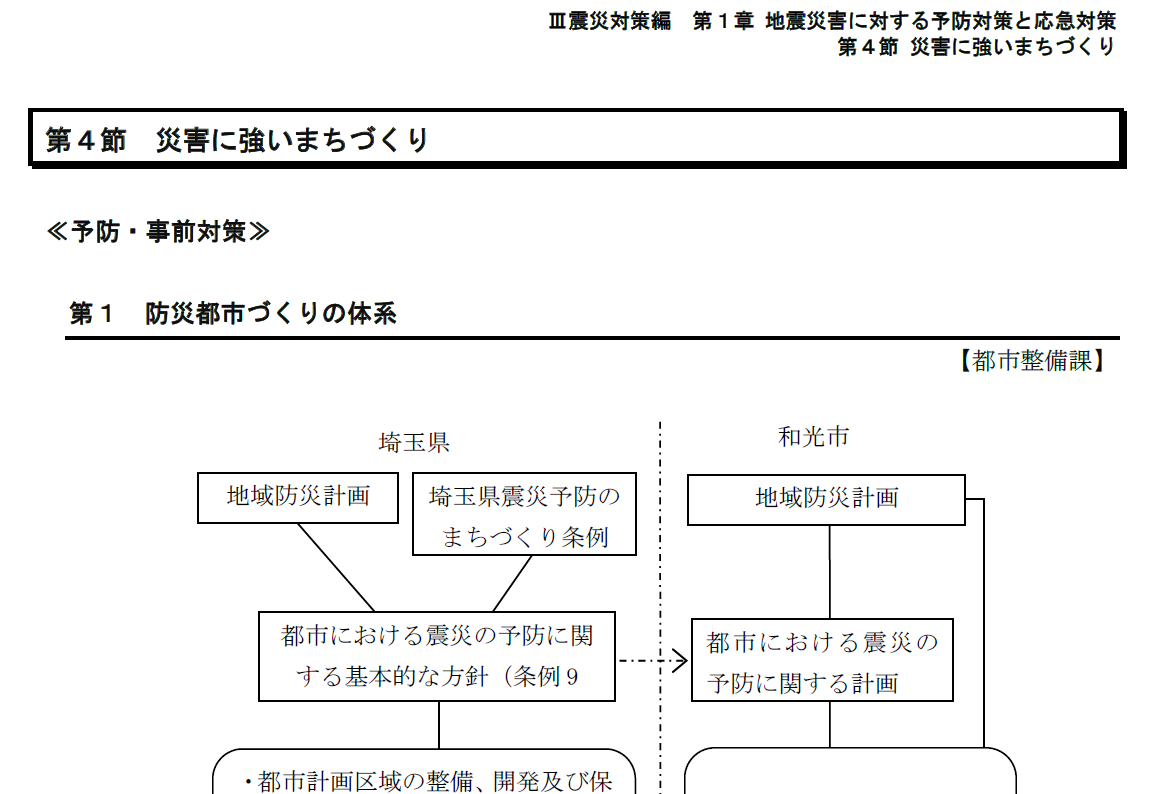 Ⅲ震災対策編　第１章 地震災害に対する予防対策と応急対策
第４節 災害に強いまちづくり
第４節　災害に強いまちづくり
≪予防・事前対策≫
第１　防災都市づくりの体系
【都市整備課】
埼玉県
和光市
地域防災計画
埼玉県震災予防の
まちづくり条例
地域防災計画
都市における震災の予防に関
する基本的な方針（条例９
都市における震災の
予防に関する計画
・都市計画区域の整備、開発及び保